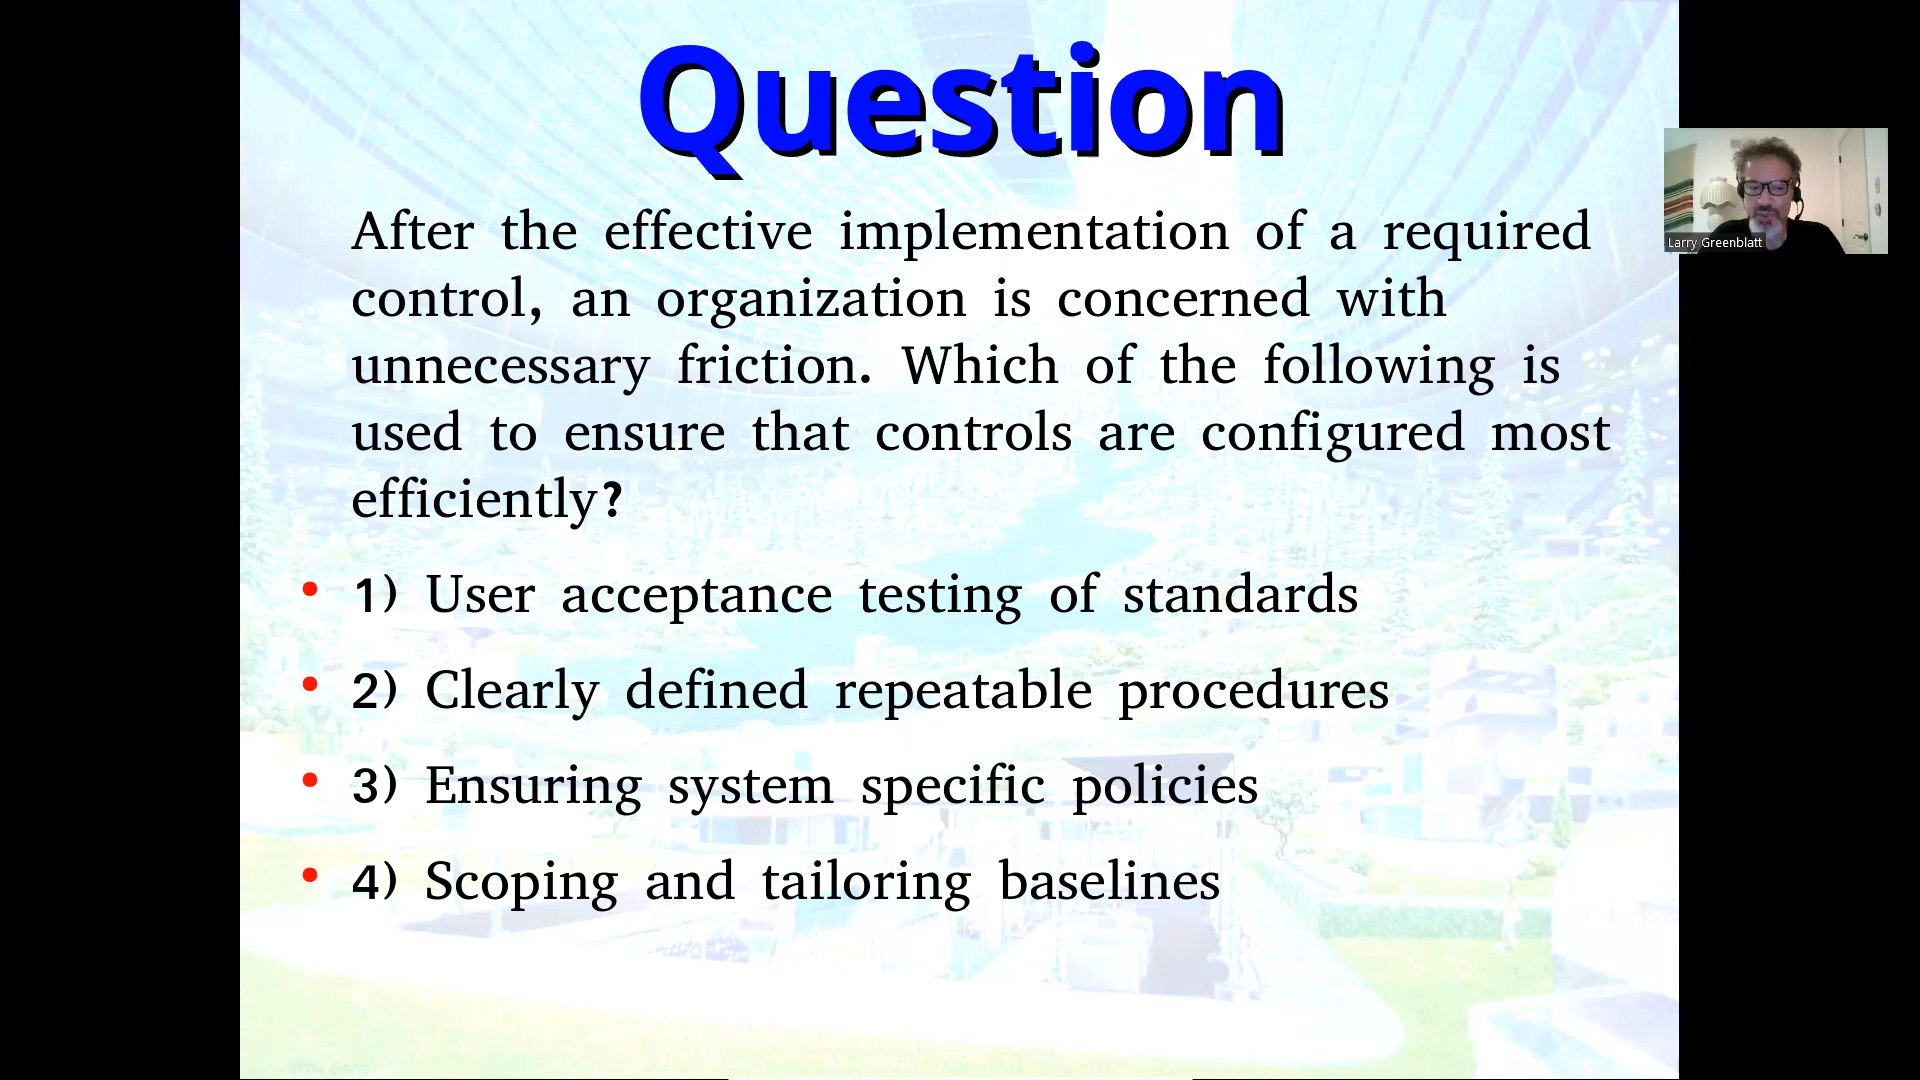 Question
After the effective implementation of a required
control, an organization is concerned with
unnecessary friction. Which of the following is
used to ensure that controls are configured most
efficiently?
• 1) User acceptance testing of standards
• 2) Clearly defined repeatable procedures
• 3) Ensuring system specific policies
• 4) Scoping and tailoring baselines
Larry Greenblatt